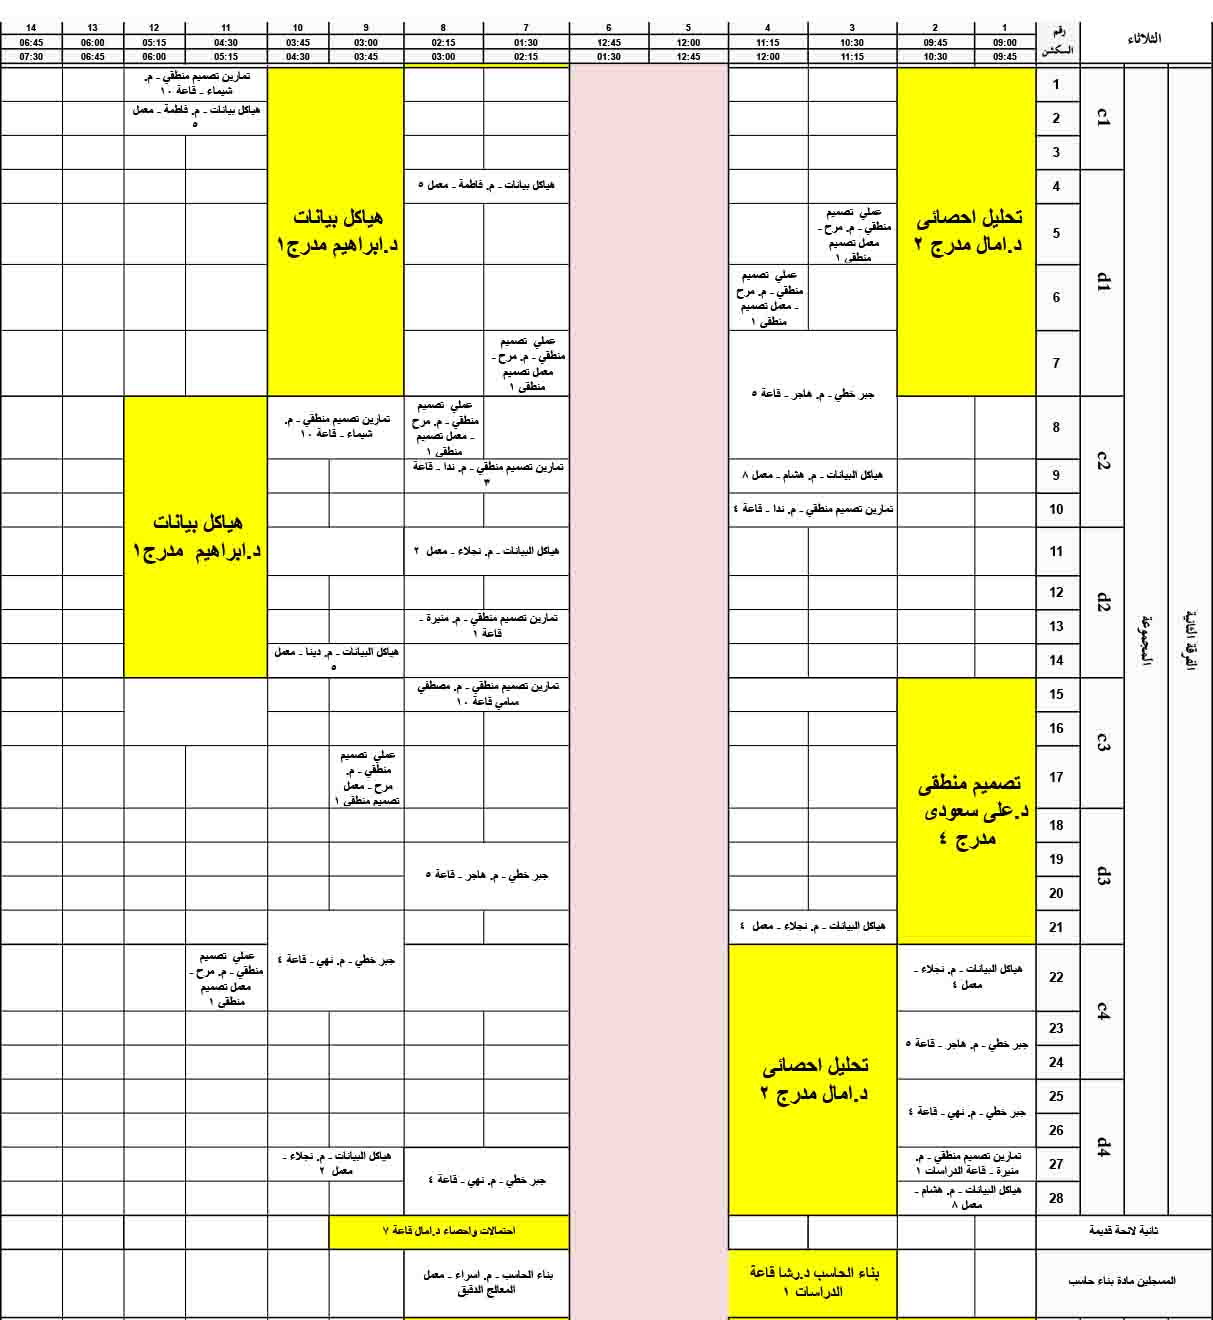 الثلاثاء
رقم السكشن
1 2 3 4 5 6 7 8 9 10 11 12 13 14
09:00 09:45 10:30 11:15 12:00 12:45 01:30 02:15 03:00 03:45 04:30 05:15 06:00 06:45
09:45 10:30 11:15 12:00 12:45 01:30 02:15 03:00 03:45 04:30 05:15 06:00 06:45 07:30
الفرقة الثانية
المجموعة
c1
1
تمارين تصميم منطقي - م.
شيماء - قاعة ١٠
2
هياكل بيانات - م. فاطمة - معمل
٥
3
تحليل احصائى
د.امال مدرج ٢
هياكل بيانات
د.ابراهيم مدرج١
d1
4
هياكل بيانات - م. فاطمة - معمل ٥
5
عملي تصميم
منطقي - م. مرح -
معمل تصميم
منطقي ١
6
عملي تصميم
منطقي - م. مرح
- معمل تصميم
منطقي ١
7
جبر خطي - م. هاجر - قاعة ٥
عملي تصميم
منطقي - م. مرح -
معمل تصميم
منطقي ١
c2
8
عملي تصميم
منطقي - م. مرح
- معمل تصميم
منطقي ١
تمارين تصميم منطقي - م.
شيماء - قاعة ١٠
9
هياكل البيانات - م. هشام - معمل ٨
تمارين تصميم منطقي - م. ندا - قاعة
٣
10
تمارين تصميم منطقي - م. ندا - قاعة ٤
هياكل بيانات
د.ابراهيم مدرج١
d2
11
هياكل البيانات - م. نجلاء - معمل ٢
12
13
تمارين تصميم منطقي - م. منيرة -
قاعة ١
14
هياكل البيانات - م. دينا - معمل
٥
c3
15
تمارين تصميم منطقي - م. مصطفي
سامي قاعة ١٠
16
17
عملي تصميم
منطقي - م.
مرح - معمل
تصميم منطقي ١
تصميم منطقى
د.على سعودى
مدرج ٤
d3
18
19
جبر خطي - م. هاجر - قاعة ٥
20
21
هياكل البيانات - م. نجلاء - معمل ٤
جبر خطي - م. نهي - قاعة ٤
c4
22
هياكل البيانات - م. نجلاء -
معمل ٤
عملي تصميم
منطقي - م. مرح -
معمل تصميم
منطقي ١
23
جبر خطي - م. هاجر - قاعة ٥
24
تحليل احصائى
د.امال مدرج ٢
d4
25
جبر خطي - م. نهي - قاعة ٤
26
27
تمارين تصميم منطقي - م.
منيرة - قاعة الدراسات ١
جبر خطي - م. نهي - قاعة ٤
هياكل البيانات - م. نجلاء -
معمل ٢
28
هياكل البيانات - م. هشام -
معمل ٨
ثانية لائحة قديمة
احتمالات واحصاء د.امال قاعة ٧
المسجلين مادة بناء حاسب
بناء الحاسب د.رشا قاعة
الدراسات ١
بناء الحاسب - م. اسراء - معمل
المعالج الدقيق